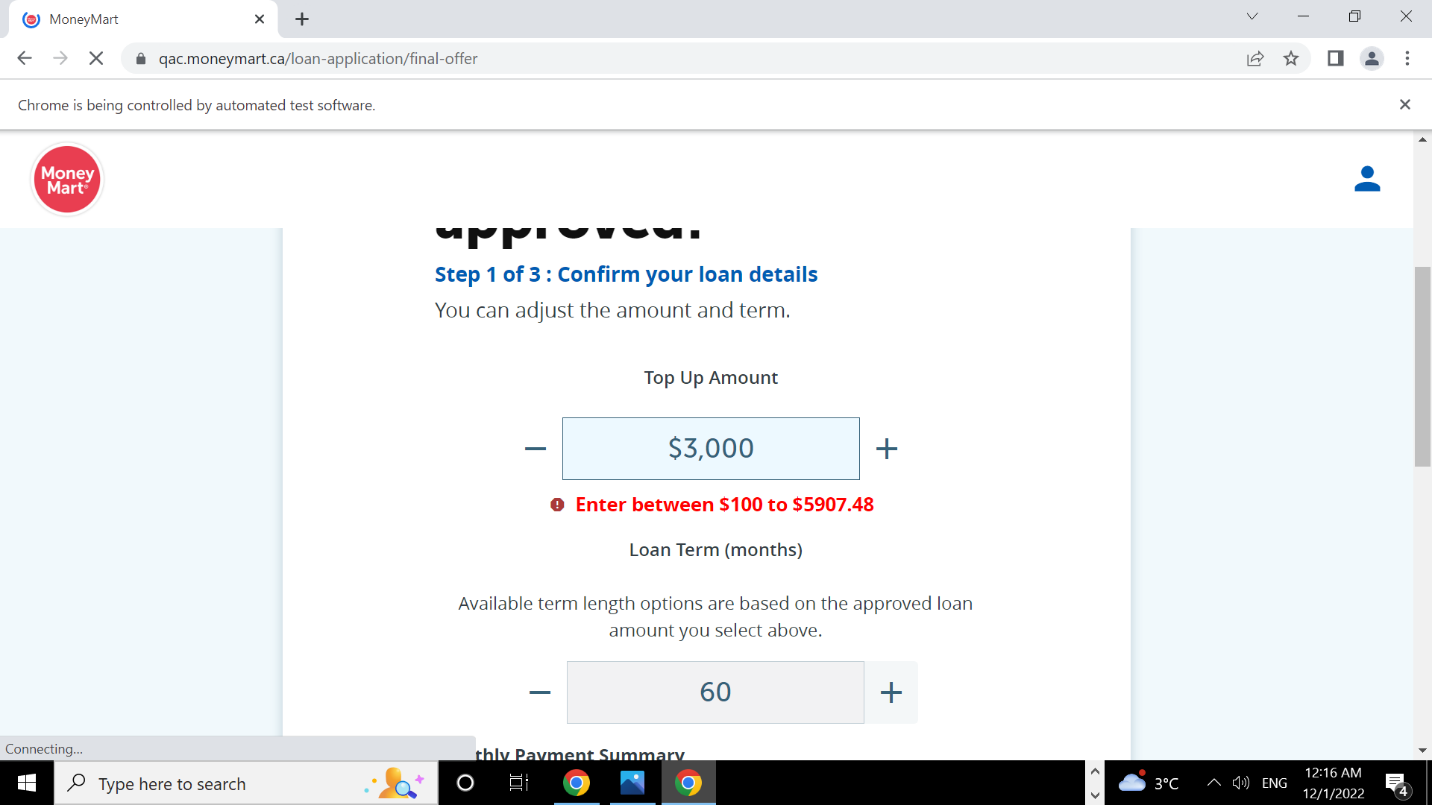 MoneyMart
qac.moneymart.ca/loan-application/final-offer
Chrome is being controlled by automated test software.
Money
Mart
approved!
Step 1 of 3 : Confirm your loan details
You can adjust the amount and term.
Top Up Amount
− $3,000 +
Enter between $100 to $5907.48
Loan Term (months)
Available term length options are based on the approved loan
amount you select above.
− 60 +
Connecting...
thly Payment Summary
Type here to search
3°C
ENG
12:16 AM
12/1/2022
4